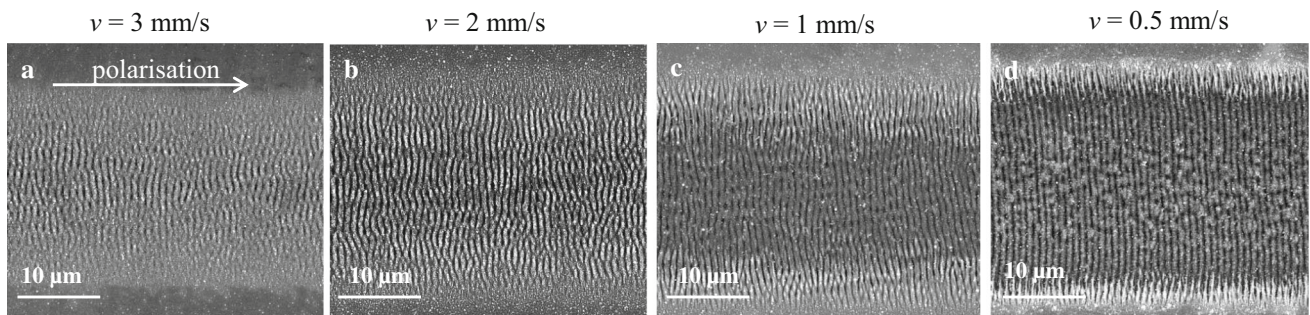 v = 3 mm/s
v = 2 mm/s
v = 1 mm/s
v = 0.5 mm/s
a
polarisation
b
c
d
10 µm
10 µm
10 µm
10 µm